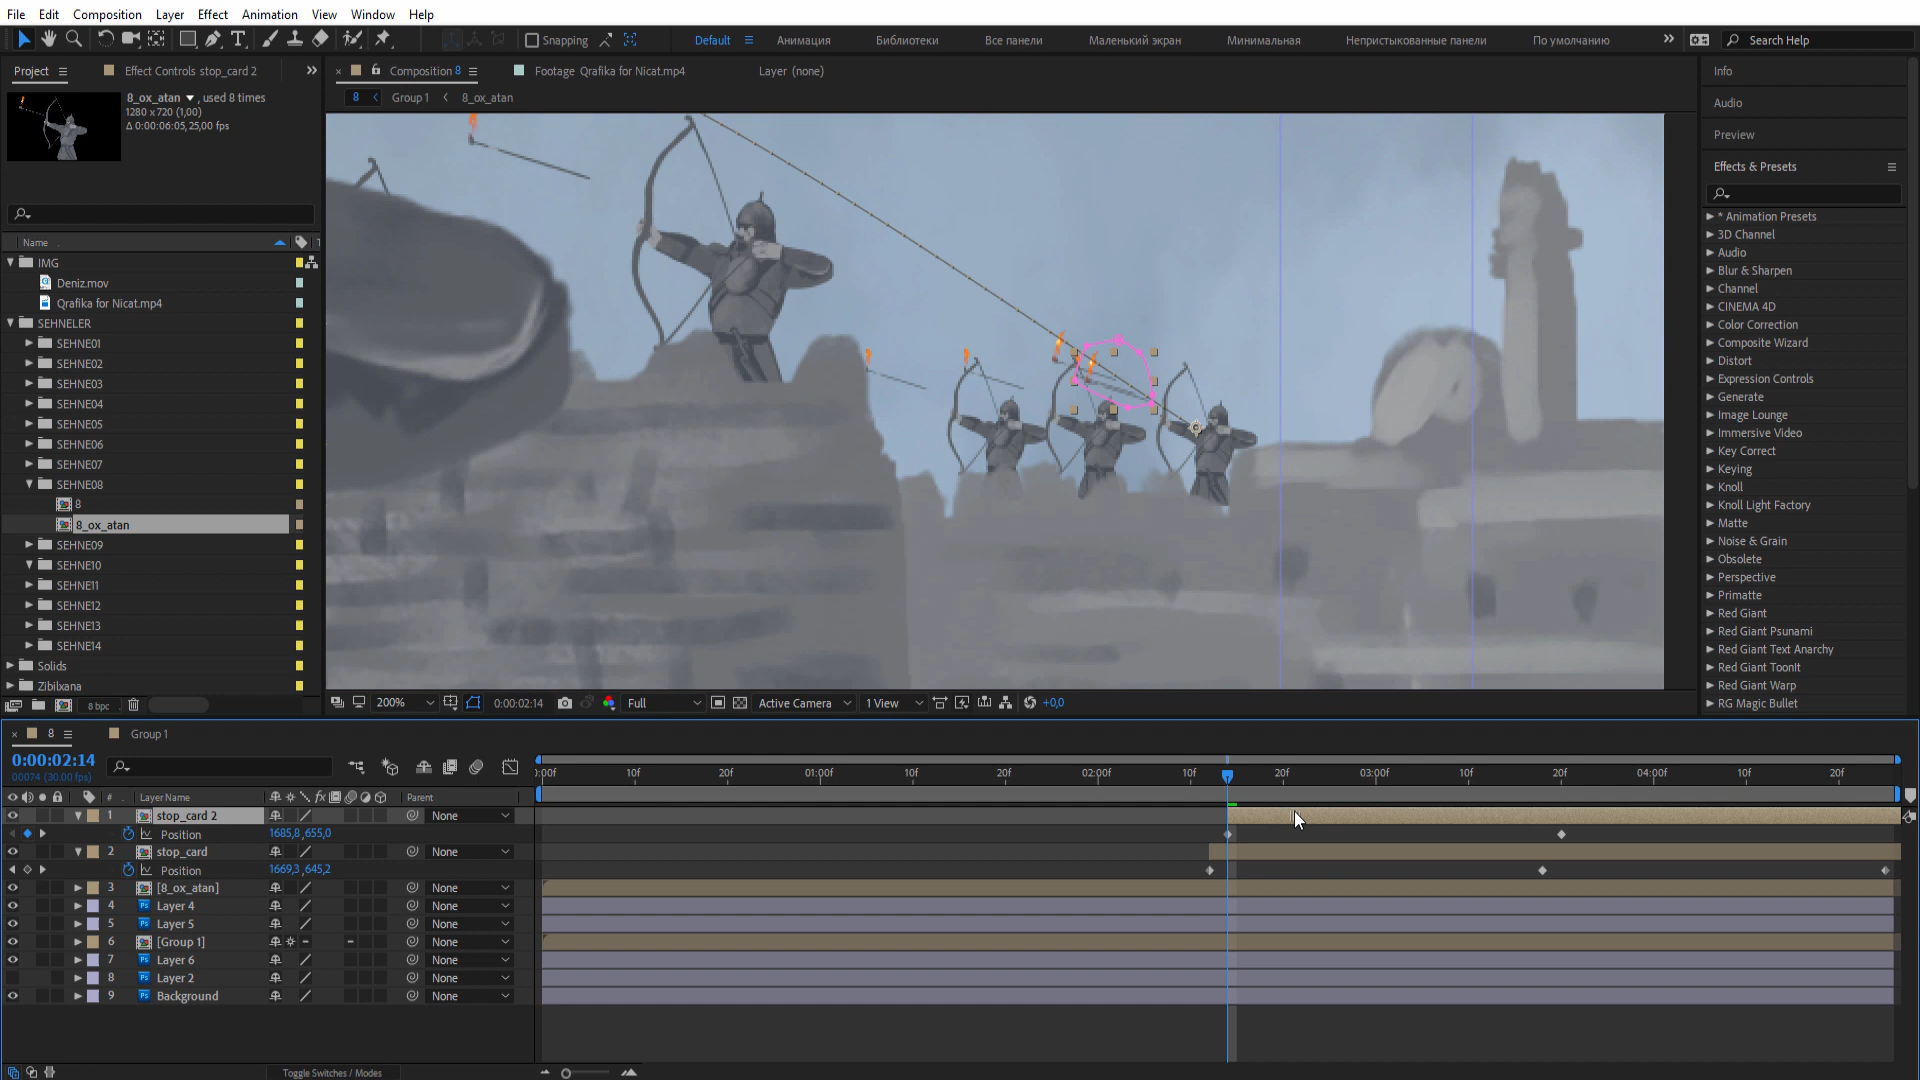 File Edit Composition Layer Effect Animation View Window Help
Snapping Default Анимация Библиотеки Все панели Маленький экран Минимальная Непристыкованные панели По умолчанию Search Help
Project Effect Controls stop_card 2
Composition 8 Footage Qrafika for Nicat.mp4 Layer (none)
8 Group 1 8_ox_atan
8_ox_atan , used 8 times
1280 x 720 (1,00)
Δ 0:00:06:05, 25,00 fps
Name
IMG
Deniz.mov
Qrafika for Nicat.mp4
SEHNELER
SEHNE01
SEHNE02
SEHNE03
SEHNE04
SEHNE05
SEHNE06
SEHNE07
SEHNE08
8
8_ox_atan
SEHNE09
SEHNE10
SEHNE11
SEHNE12
SEHNE13
SEHNE14
Solids
Zibilxana
8 bpc
200% 0:00:02:14 Full Active Camera 1 View +0,0
Info
Audio
Preview
Effects & Presets
* Animation Presets
3D Channel
Audio
Blur & Sharpen
Channel
CINEMA 4D
Color Correction
Composite Wizard
Distort
Expression Controls
Generate
Image Lounge
Immersive Video
Key Correct
Keying
Knoll
Knoll Light Factory
Matte
Noise & Grain
Obsolete
Perspective
Primatte
Red Giant
Red Giant Psunami
Red Giant Text Anarchy
Red Giant ToonIt
Red Giant Warp
RG Magic Bullet
8 Group 1
0:00:02:14
00074 (30.00 fps)
:00f 10f 20f 01:00f 10f 20f 02:00f 10f 20f 03:00f 10f 20f 04:00f 10f 20f
# Layer Name fx Parent
1 stop_card 2 None
Position 1685,8,655,0
2 stop_card None
Position 1669,3,645,2
3 [8_ox_atan] None
4 Layer 4 None
5 Layer 5 None
6 [Group 1] None
7 Layer 6 None
8 Layer 2 None
9 Background None
Toggle Switches / Modes